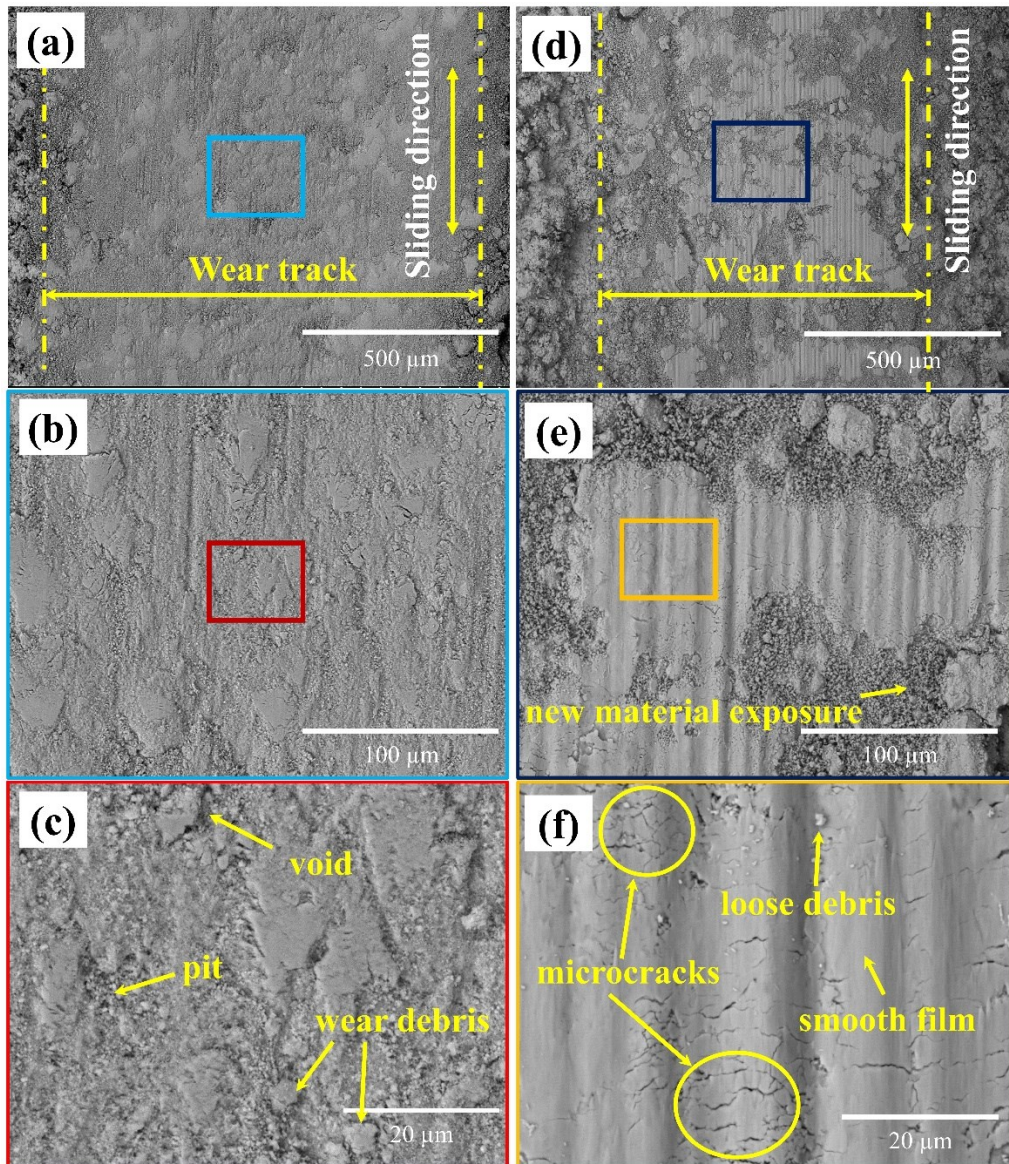 (a)
Sliding direction
Wear track
500 µm
(d)
Sliding direction
Wear track
500 µm
(b)
100 µm
(e)
new material exposure
100 µm
(c)
void
pit
wear debris
20 µm
(f)
loose debris
microcracks
smooth film
20 µm